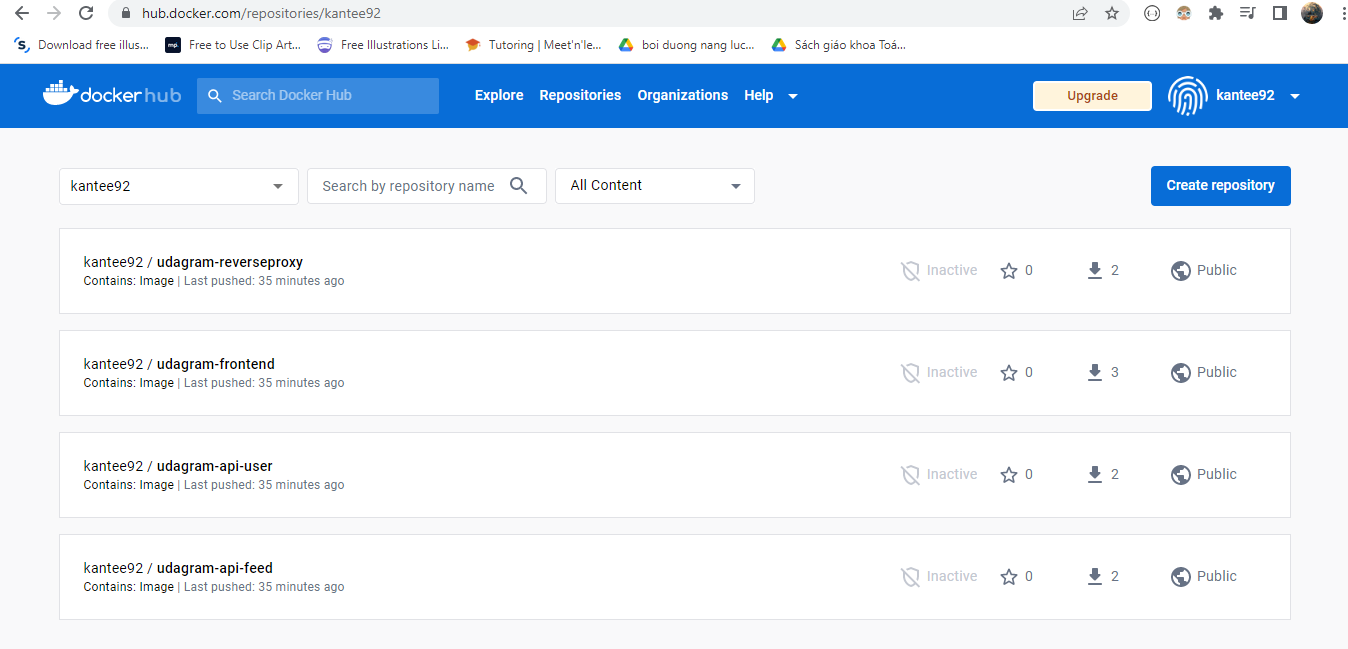 hub.docker.com/repositories/kantee92
Download free illus... Free to Use Clip Art... Free Illustrations Li... Tutoring | Meet'n'le... boi duong nang luc... Sách giáo khoa Toá...
docker hub Search Docker Hub Explore Repositories Organizations Help Upgrade kantee92
kantee92 Search by repository name All Content Create repository
kantee92 / udagram-reverseproxy
Contains: Image | Last pushed: 35 minutes ago
Inactive 0 2 Public
kantee92 / udagram-frontend
Contains: Image | Last pushed: 35 minutes ago
Inactive 0 3 Public
kantee92 / udagram-api-user
Contains: Image | Last pushed: 35 minutes ago
Inactive 0 2 Public
kantee92 / udagram-api-feed
Contains: Image | Last pushed: 35 minutes ago
Inactive 0 2 Public